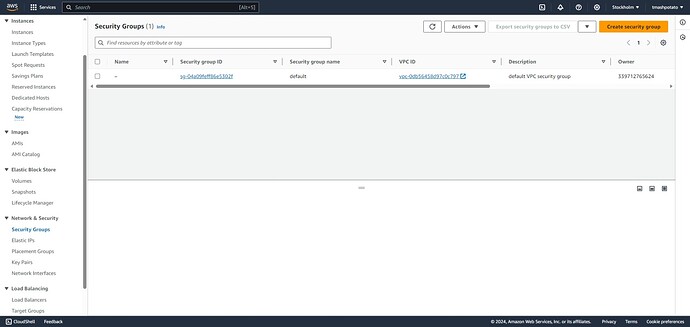 aws
Services
Search
[Alt+S]
Stockholm
tmashpotato
Instances
Instances
Instance Types
Launch Templates
Spot Requests
Savings Plans
Reserved Instances
Dedicated Hosts
Capacity Reservations
New
Images
AMIs
AMI Catalog
Elastic Block Store
Volumes
Snapshots
Lifecycle Manager
Network & Security
Security Groups
Elastic IPs
Placement Groups
Key Pairs
Network Interfaces
Load Balancing
Load Balancers
Target Groups
Security Groups (1) Info
Actions
Export security groups to CSV
Create security group
Find resources by attribute or tag
1
Name Security group ID Security group name VPC ID Description Owner
– sg-04a09feff86e5302f default vpc-0db56458d97c0c797 default VPC security group 339712765624
CloudShell Feedback © 2024, Amazon Web Services, Inc. or its affiliates. Privacy Terms Cookie preferences